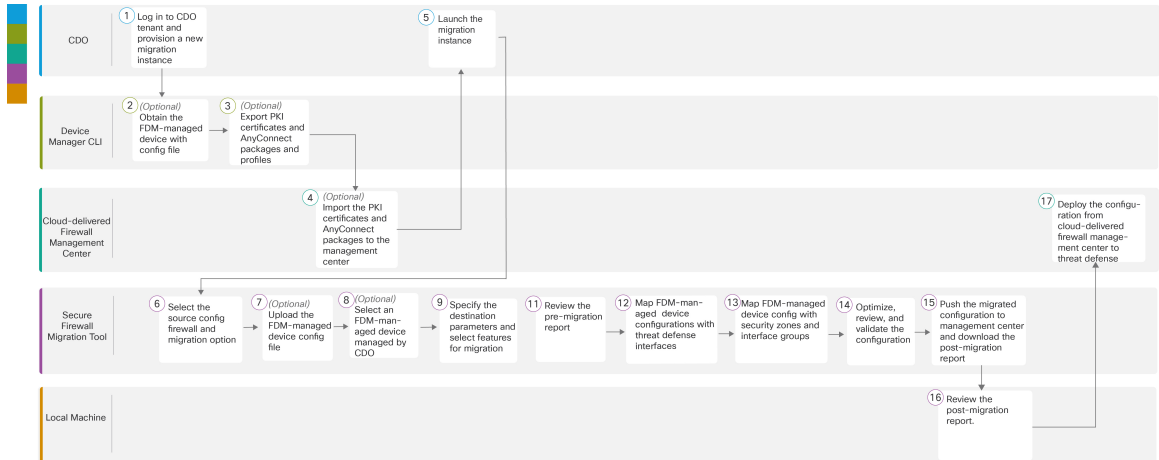 CDO
1
Log in to CDO
tenant and
provision a new
migration
instance
5
Launch the
migration
instance
Device
Manager CLI
2
(Optional)
Obtain the
FDM-managed
device with
config file
3
(Optional)
Export PKI
certificates and
AnyConnect
packages and
profiles
Cloud-delivered
Firewall
Management
Center
4
(Optional)
Import the PKI
certificates and
AnyConnect
packages to the
management
center
17
Deploy the configu-
ration from
cloud-delivered
firewall manage-
ment center to
threat defense
Secure
Firewall
Migration Tool
6
Select the
source config
firewall and
migration option
7
(Optional)
Upload the
FDM-managed
device config
file
8
(Optional)
Select an
FDM-man-
aged device
managed by
CDO
9
Specify the
destination
parameters and
select features
for migration
11
Review the
pre-migration
report
12
Map FDM-man-
aged device
configurations with
threat defense
interfaces
13
Map FDM-managed
device config with
security zones and
interface groups
14
Optimize,
review, and
validate the
configuration
15
Push the migrated
configuration to
management center
and download the
post-migration
report
Local Machine
16
Review the
post-migration
report.